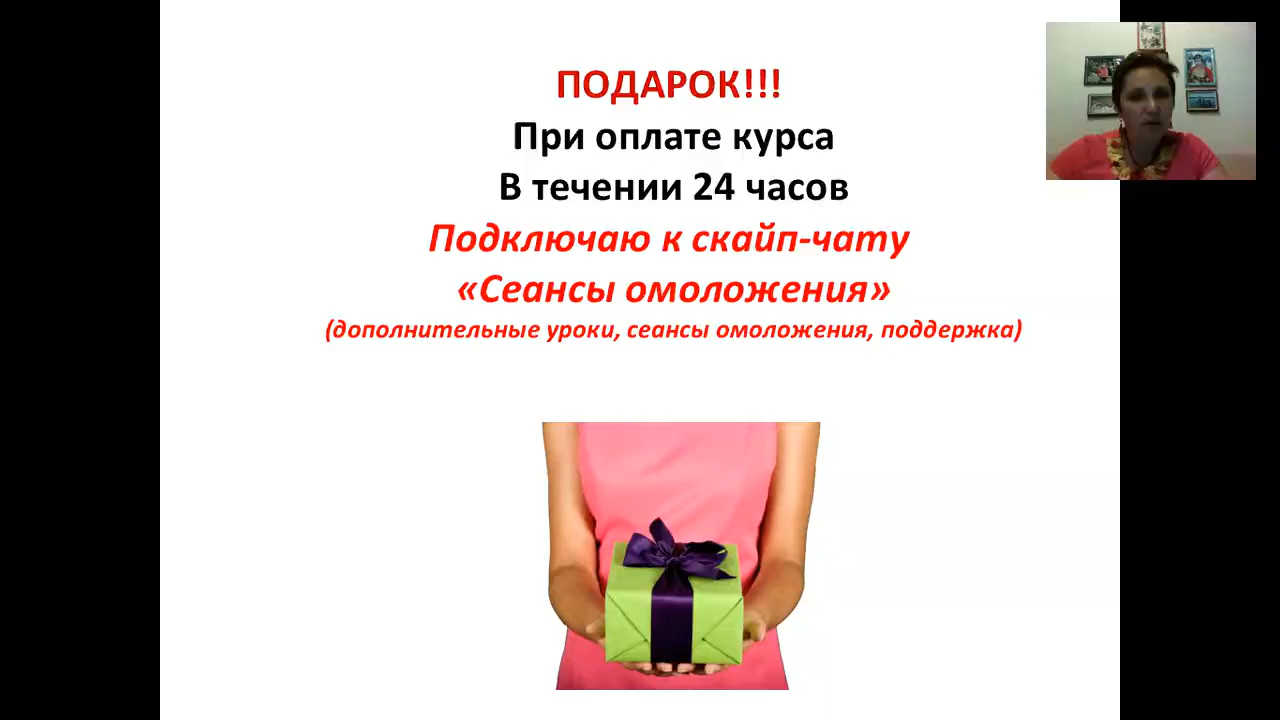 ПОДАРОК!!!
При оплате курса
В течении 24 часов
Подключаю к скайп-чату
«Сеансы омоложения»
(дополнительные уроки, сеансы омоложения, поддержка)